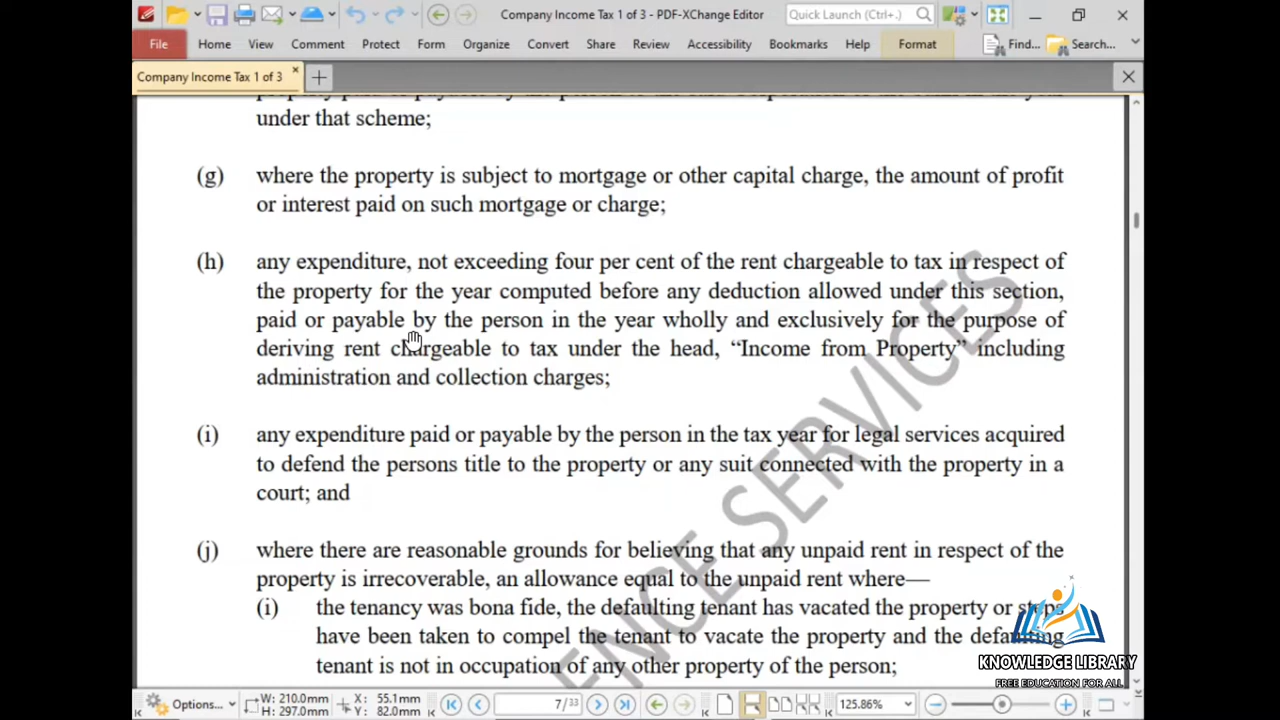 Company Income Tax 1 of 3 - PDF-XChange Editor
Quick Launch (Ctrl+.)
File Home View Comment Protect Form Organize Convert Share Review Accessibility Bookmarks Help Format Find... Search...
Company Income Tax 1 of 3
under that scheme;
(g) where the property is subject to mortgage or other capital charge, the amount of profit
or interest paid on such mortgage or charge;
(h) any expenditure, not exceeding four per cent of the rent chargeable to tax in respect of
the property for the year computed before any deduction allowed under this section,
paid or payable by the person in the year wholly and exclusively for the purpose of
deriving rent chargeable to tax under the head, “Income from Property” including
administration and collection charges;
(i) any expenditure paid or payable by the person in the tax year for legal services acquired
to defend the persons title to the property or any suit connected with the property in a
court; and
(j) where there are reasonable grounds for believing that any unpaid rent in respect of the
property is irrecoverable, an allowance equal to the unpaid rent where—
(i) the tenancy was bona fide, the defaulting tenant has vacated the property or steps
have been taken to compel the tenant to vacate the property and the defaulting
tenant is not in occupation of any other property of the person;
ENCE SERVICES
KNOWLEDGE LIBRARY
FREE EDUCATION FOR ALL
Options... W: 210.0mm X: 55.1mm
H: 297.0mm Y: 82.0mm
7 / 33
125.86%